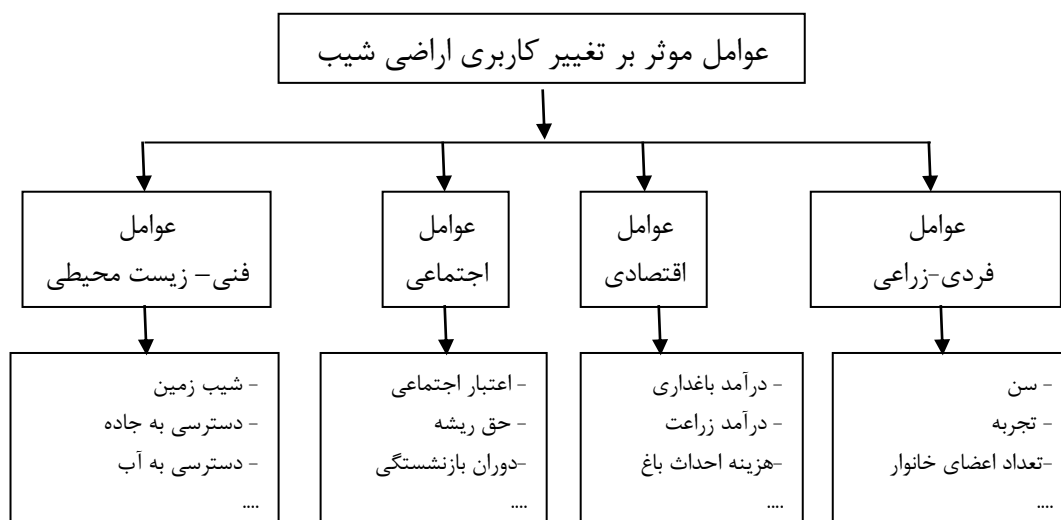 عوامل موثر بر تغییر کاربری اراضی شیب
عوامل
فردی-زراعی
عوامل
اقتصادی
عوامل
اجتماعی
عوامل
فنی– زیست محیطی
- سن
- تجربه
-تعداد اعضای خانوار
....
- درآمد باغداری
- درآمد زراعت
-هزینه احداث باغ
....
- اعتبار اجتماعی
- حق ریشه
-دوران بازنشستگی
....
- شیب زمین
- دسترسی به جاده
- دسترسی به آب
....